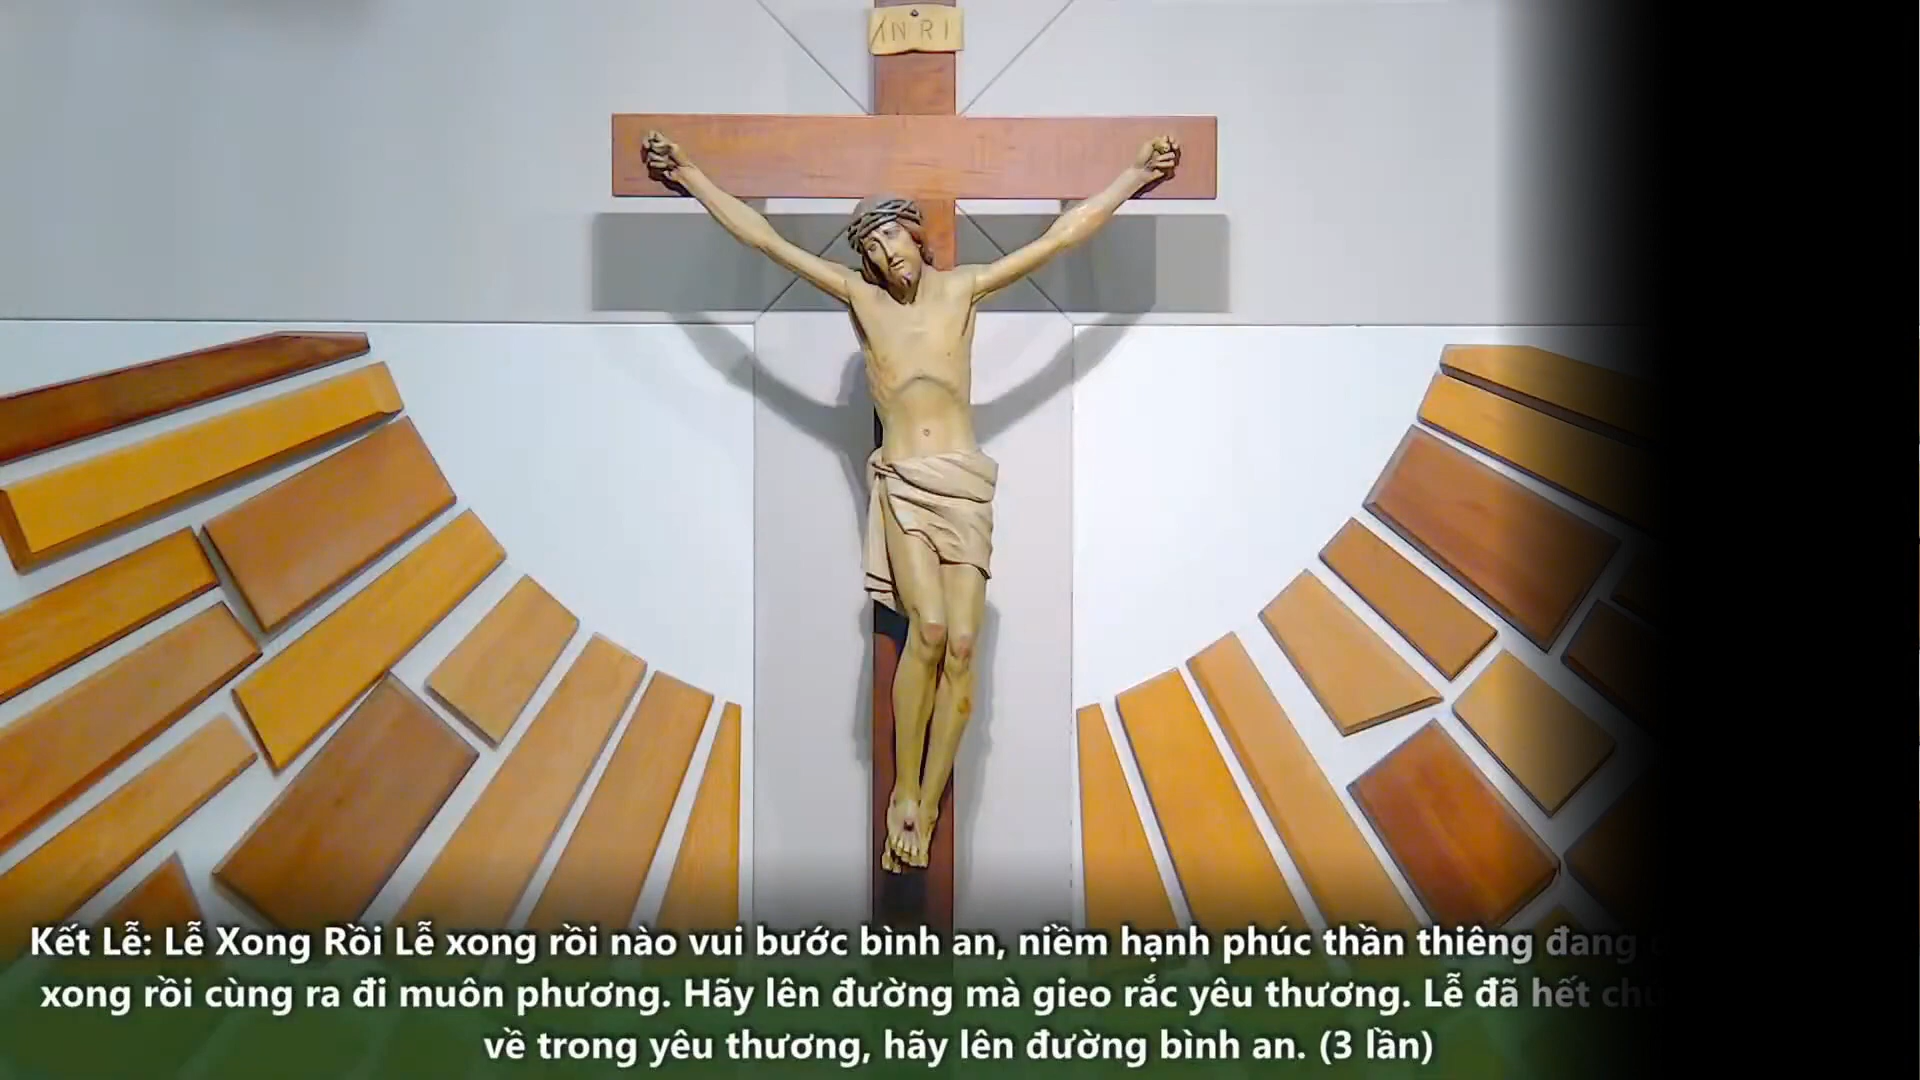 INRI
Kết Lễ: Lễ Xong Rồi Lễ xong rồi nào vui bước bình an, niềm hạnh phúc thần thiêng đang
xong rồi cùng ra đi muôn phương. Hãy lên đường mà gieo rắc yêu thương. Lễ đã hết
về trong yêu thương, hãy lên đường bình an. (3 lần)